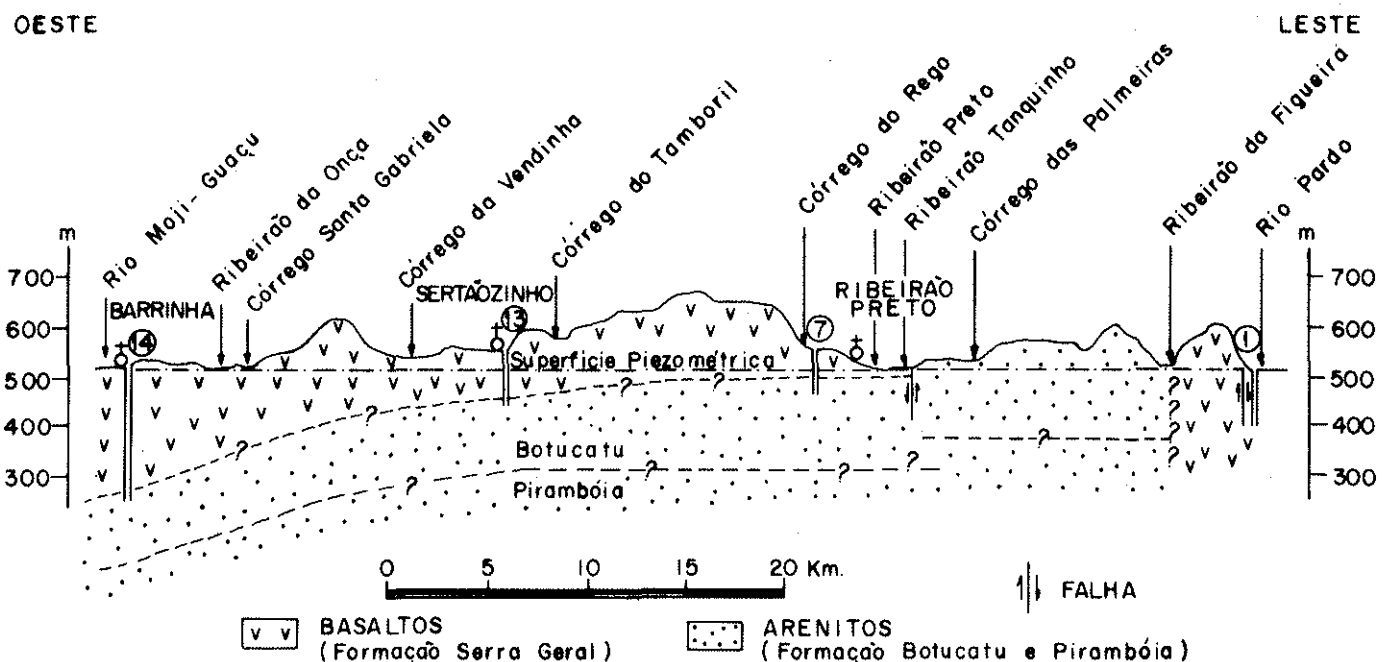 OESTE
LESTE
Rio Moji-Guaçu
Ribeirão da Onça
Córrego Santa Gabriela
Córrego da Vendinha
Córrego do Tamboril
Córrego do Rego
Ribeirão Preto
Ribeirão Tanquinho
Córrego das Palmeiras
Ribeirão da Figueira
Rio Pardo
m
m
700
700
BARRINHA
SERTÃOZINHO
RIBEIRÃO
PRETO
600
14
13
7
1
600
Superfície Piezométrica
500
500
400
400
Botucatu
300
Pirambóia
300
? ? ? ? ? ? ? ? ? ? ? ? ?
0 5 10 15 20 Km.
FALHA
v v BASALTOS
(Formação Serra Geral)
ARENITOS
(Formação Botucatu e Pirambóia)